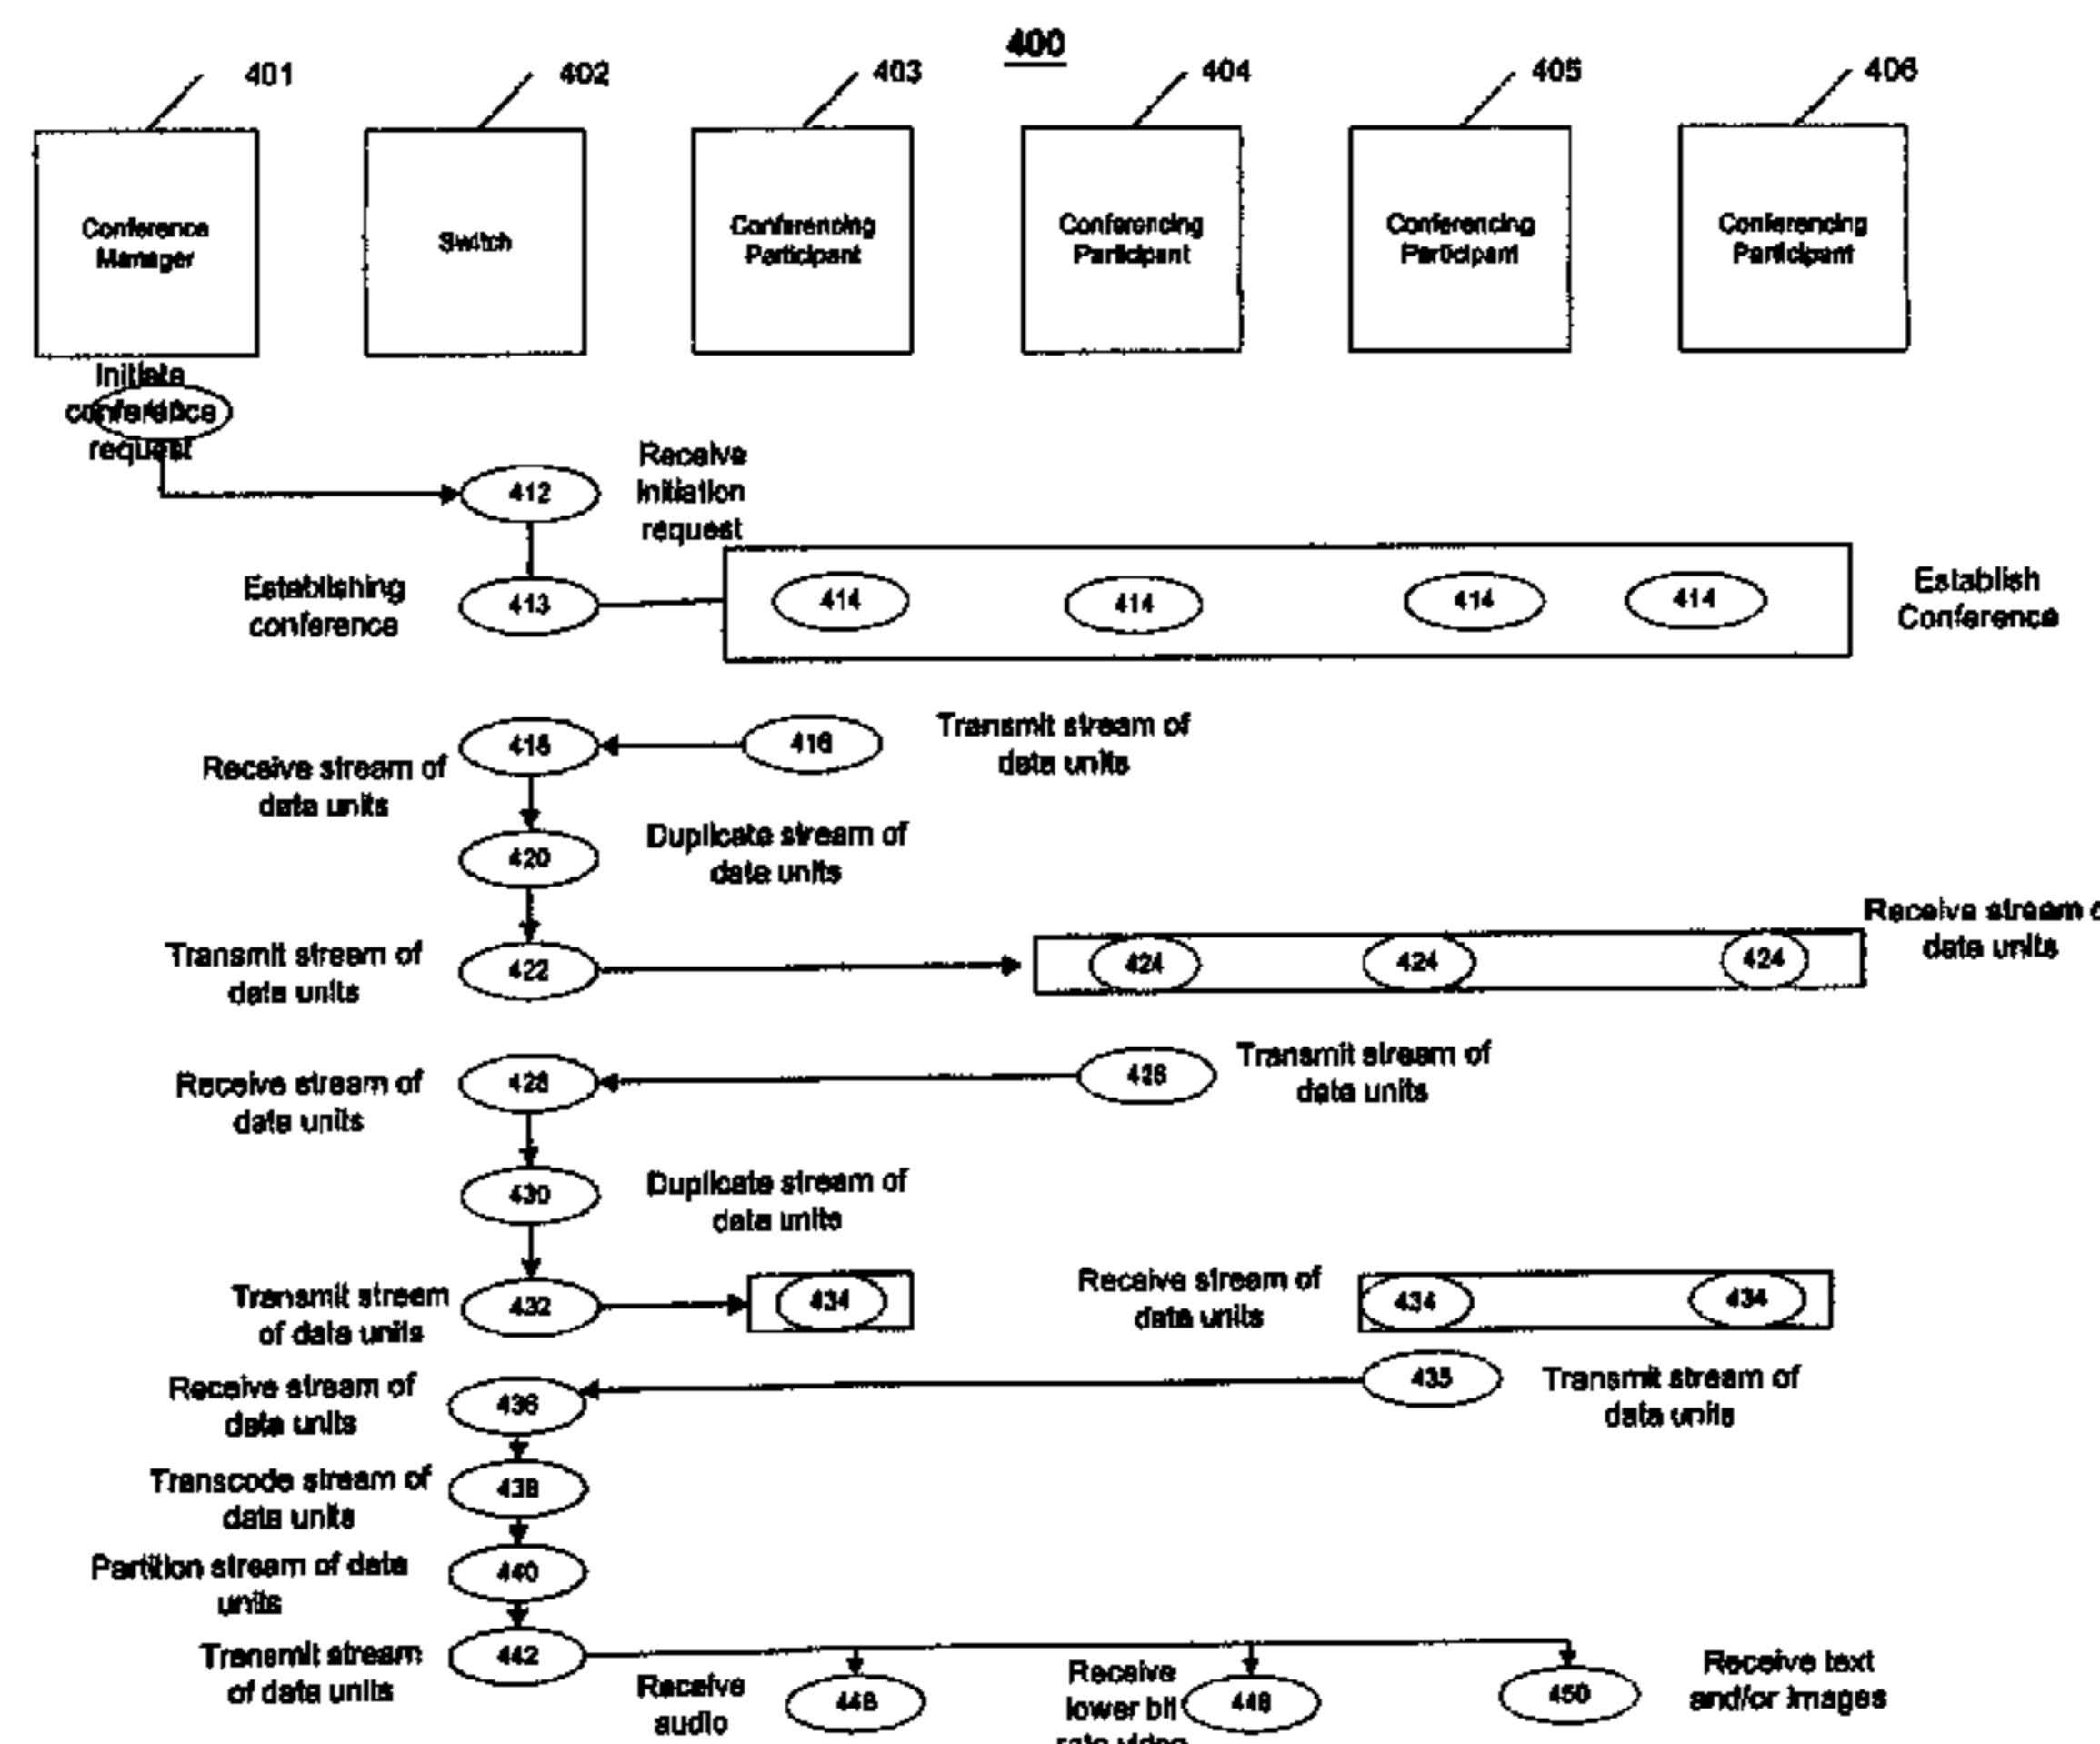 400
401
402
403
404
405
406
Conference
Manager
Switch
Conferencing
Participant
Conferencing
Participant
Conferencing
Participant
Conferencing
Participant
Initiate
conference
request
412
Receive
initiation
request
Establishing
conference
413
414
414
414
414
Establish
Conference
418
416
Transmit stream of
data units
Receive stream of
data units
420
Duplicate stream of
data units
Transmit stream of
data units
422
424
424
424
Receive stream
data units
Receive stream of
data units
428
426
Transmit stream of
data units
430
Duplicate stream of
data units
Transmit stream
of data units
432
434
Receive stream of
data units
434
434
Receive stream of
data units
436
435
Transmit stream of
data units
Transcode stream of
data units
438
Partition stream of data
units
440
Transmit stream
of data units
442
Receive
audio
Receive
lower bit
rate video
450
Receive text
and/or images